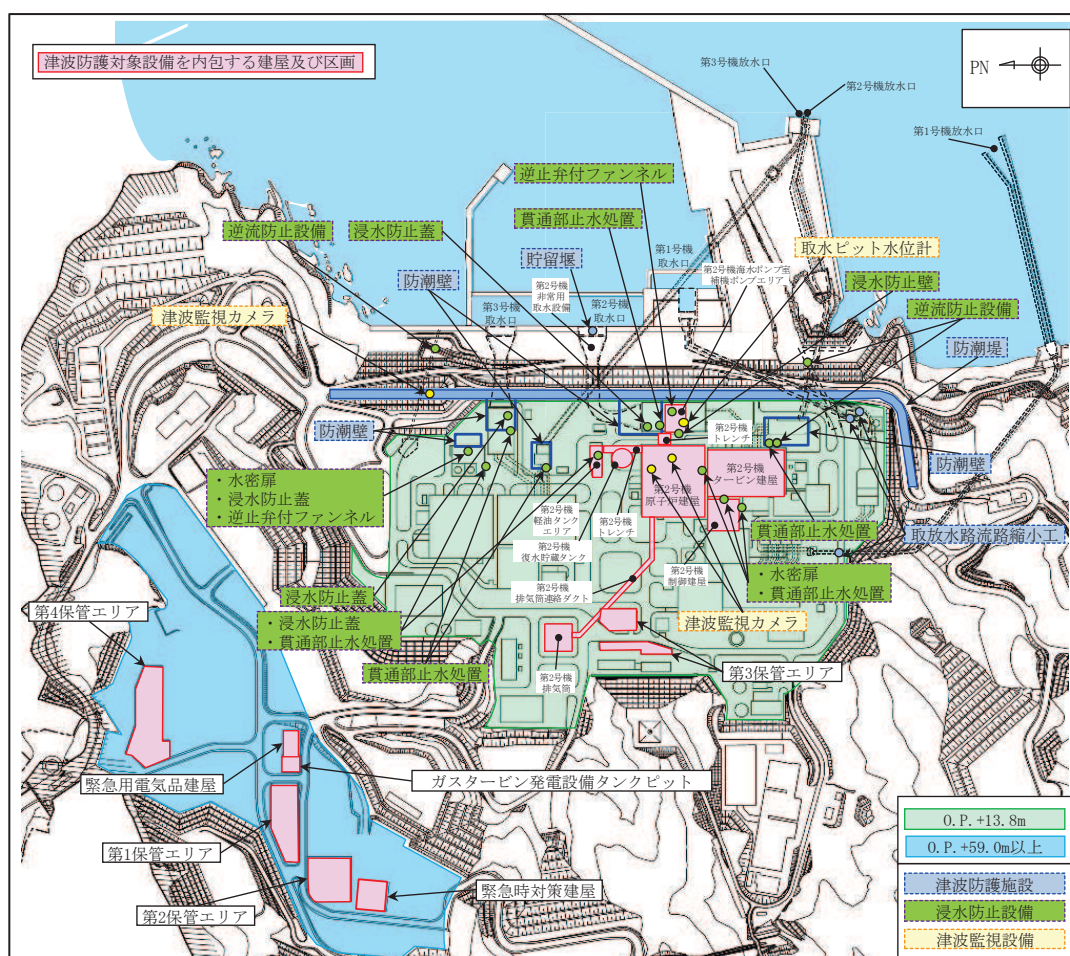 津波防護対象設備を内包する建屋及び区画
PN
第3号機放水口
第2号機放水口
第1号機放水口
逆止弁付ファンネル
貫通部止水処置
逆流防止設備
浸水防止蓋
防潮壁
貯留堰
第1号機
取水口
第2号機海水ポンプ室
補機ポンプエリア
取水ピット水位計
浸水防止壁
逆流防止設備
防潮堤
津波監視カメラ
第3号機
取水口
第2号機
非常用
取水設備
第2号機
取水口
防潮壁
・水密扉
・浸水防止蓋
・逆止弁付ファンネル
第2号機
トレンチ
第2号機
原子炉建屋
第2号機
タービン建屋
防潮壁
第2号機
軽油タンク
エリア
第2号機
トレンチ
第2号機
復水貯蔵タンク
第2号機
排気筒連絡ダクト
第2号機
制御建屋
貫通部止水処置
取放水路流路縮小工
・水密扉
・貫通部止水処置
浸水防止蓋
・浸水防止蓋
・貫通部止水処置
貫通部止水処置
津波監視カメラ
第4保管エリア
第2号機
排気筒
第3保管エリア
緊急用電気品建屋
ガスタービン発電設備タンクピット
第1保管エリア
第2保管エリア
緊急時対策建屋
O.P.+13.8m
O.P.+59.0m以上
津波防護施設
浸水防止設備
津波監視設備